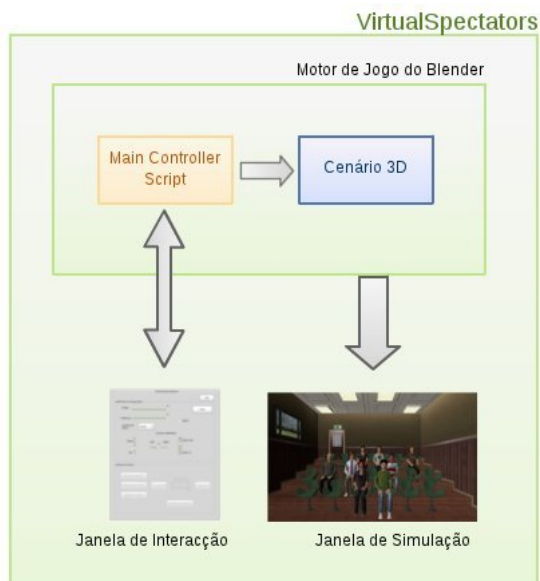 VirtualSpectators
Motor de Jogo do Blender
Main Controller
Script
Cenário 3D
Janela de Interacção
Janela de Simulação